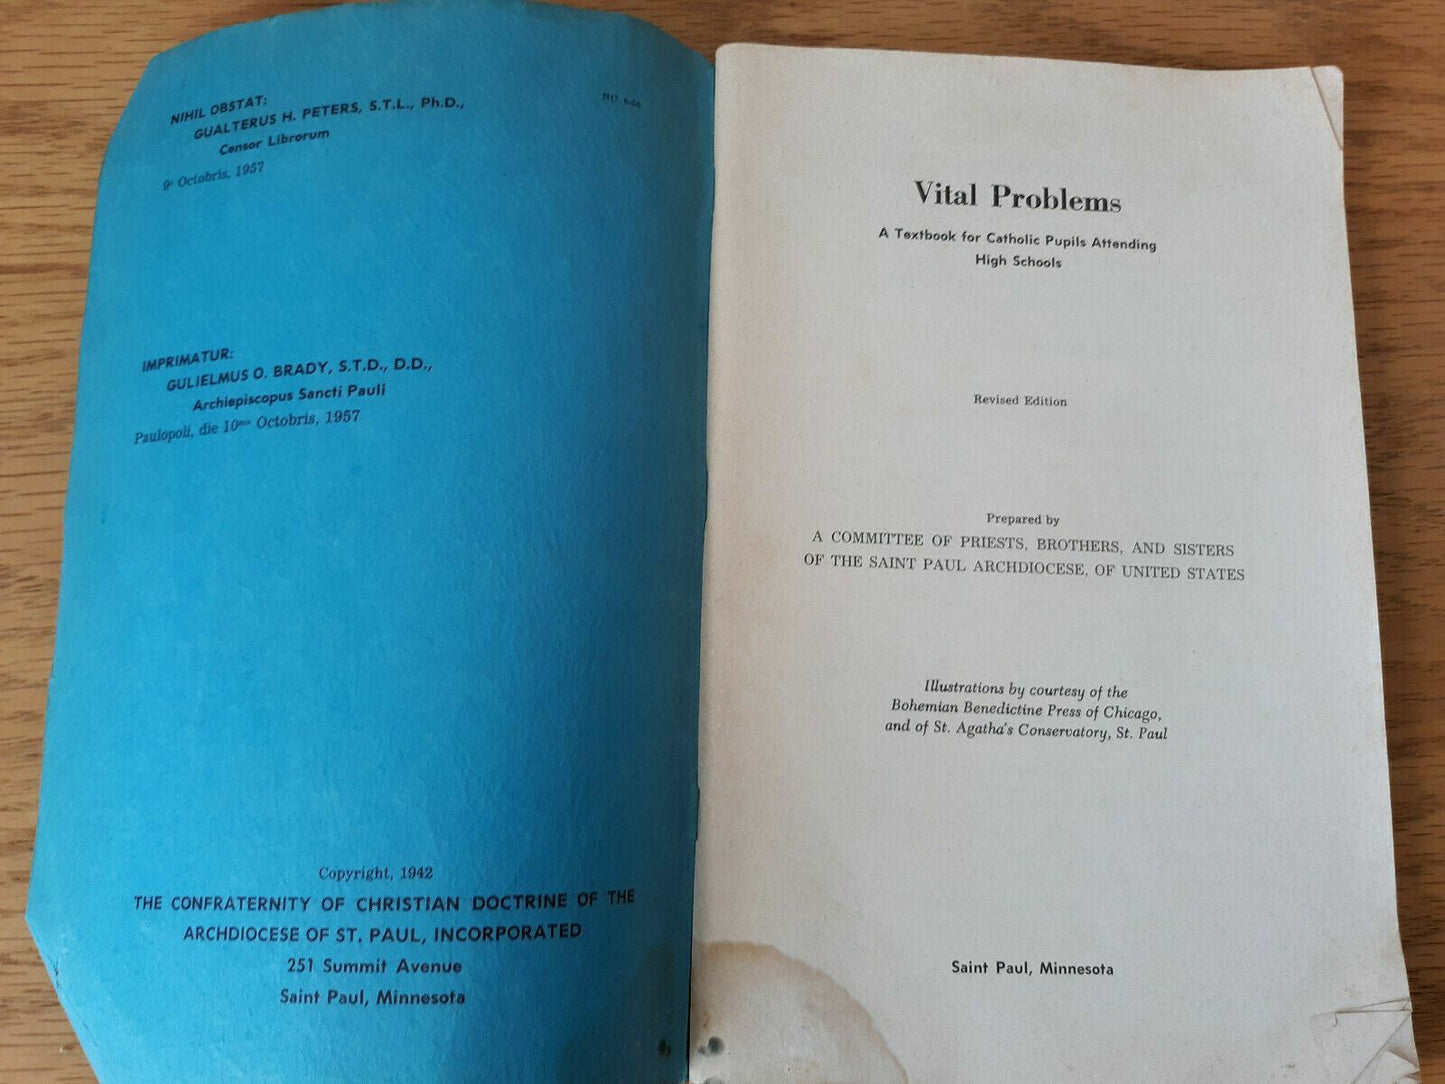 NIHIL OBSTAT:
GUALTERUS H. PETERS, S.T.L., Ph.D.,
Censor Librorum
Octobris, 1957
IMPRIMATUR:
GULIELMUS O. BRADY, S.T.D., D.D.,
Archiepiscopus Sancti Pauli
Paulopoli, die 10ma Octobris, 1957
Copyright, 1942
THE CONFRATERNITY OF CHRISTIAN DOCTRINE OF THE
ARCHDIOCESE OF ST. PAUL, INCORPORATED
251 Summit Avenue
Saint Paul, Minnesota
Vital Problems
A Textbook for Catholic Pupils Attending
High Schools
Revised Edition
Prepared by
A COMMITTEE OF PRIESTS, BROTHERS, AND SISTERS
OF THE SAINT PAUL ARCHDIOCESE, OF UNITED STATES
Illustrations by courtesy of the
Bohemian Benedictine Press of Chicago,
and of St. Agatha's Conservatory, St. Paul
Saint Paul, Minnesota